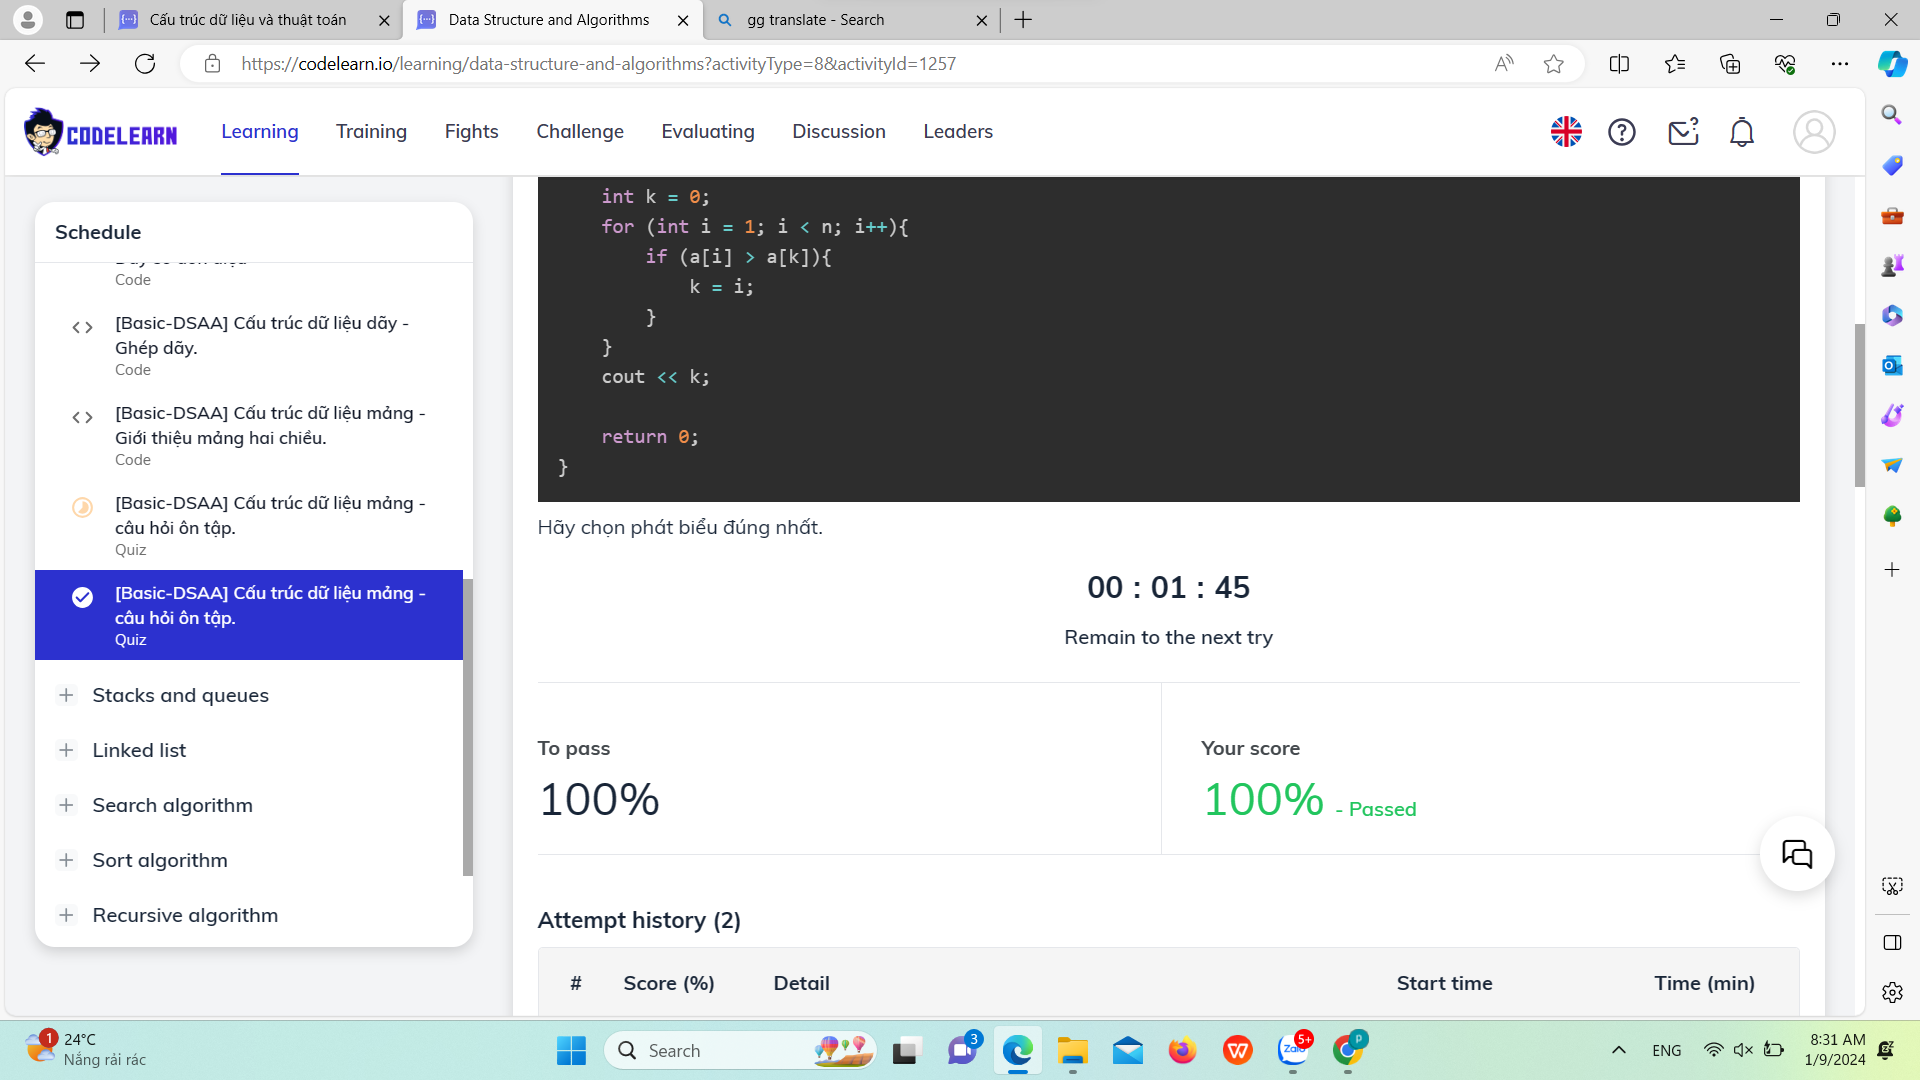 Cấu trúc dữ liệu và thuật toán
Data Structure and Algorithms
gg translate - Search
https://codelearn.io/learning/data-structure-and-algorithms?activityType=8&activityId=1257
CODELEARN
Learning
Training
Fights
Challenge
Evaluating
Discussion
Leaders
Schedule
Code
[Basic-DSAA] Cấu trúc dữ liệu dãy -
Ghép dãy.
Code
[Basic-DSAA] Cấu trúc dữ liệu mảng -
Giới thiệu mảng hai chiều.
Code
[Basic-DSAA] Cấu trúc dữ liệu mảng -
câu hỏi ôn tập.
Quiz
[Basic-DSAA] Cấu trúc dữ liệu mảng -
câu hỏi ôn tập.
Quiz
+ Stacks and queues
+ Linked list
+ Search algorithm
+ Sort algorithm
+ Recursive algorithm
int k = 0;
for (int i = 1; i < n; i++){
if (a[i] > a[k]){
k = i;
}
}
cout << k;
return 0;
}
Hãy chọn phát biểu đúng nhất.
00 : 01 : 45
Remain to the next try
To pass
100%
Your score
100% - Passed
Attempt history (2)
# Score (%) Detail Start time Time (min)
1
24°C
Nắng rải rác
Search
3
Zalo
5+
P
ENG
8:31 AM
1/9/2024